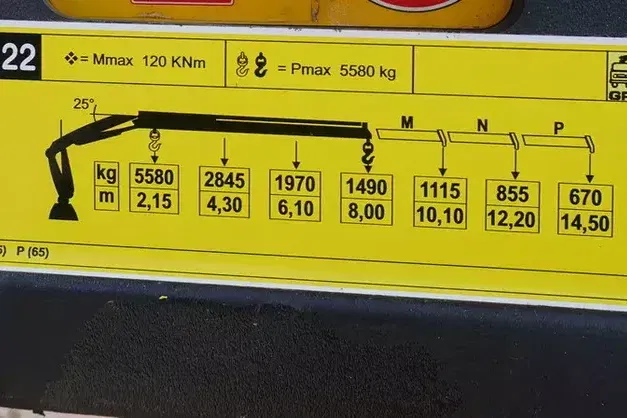 22
= Mmax 120 KNm
= Pmax 5580 kg
25°
M N P
kg 5580 2845 1970 1490 1115 855 670
m 2,15 4,30 6,10 8,00 10,10 12,20 14,50
P (65)